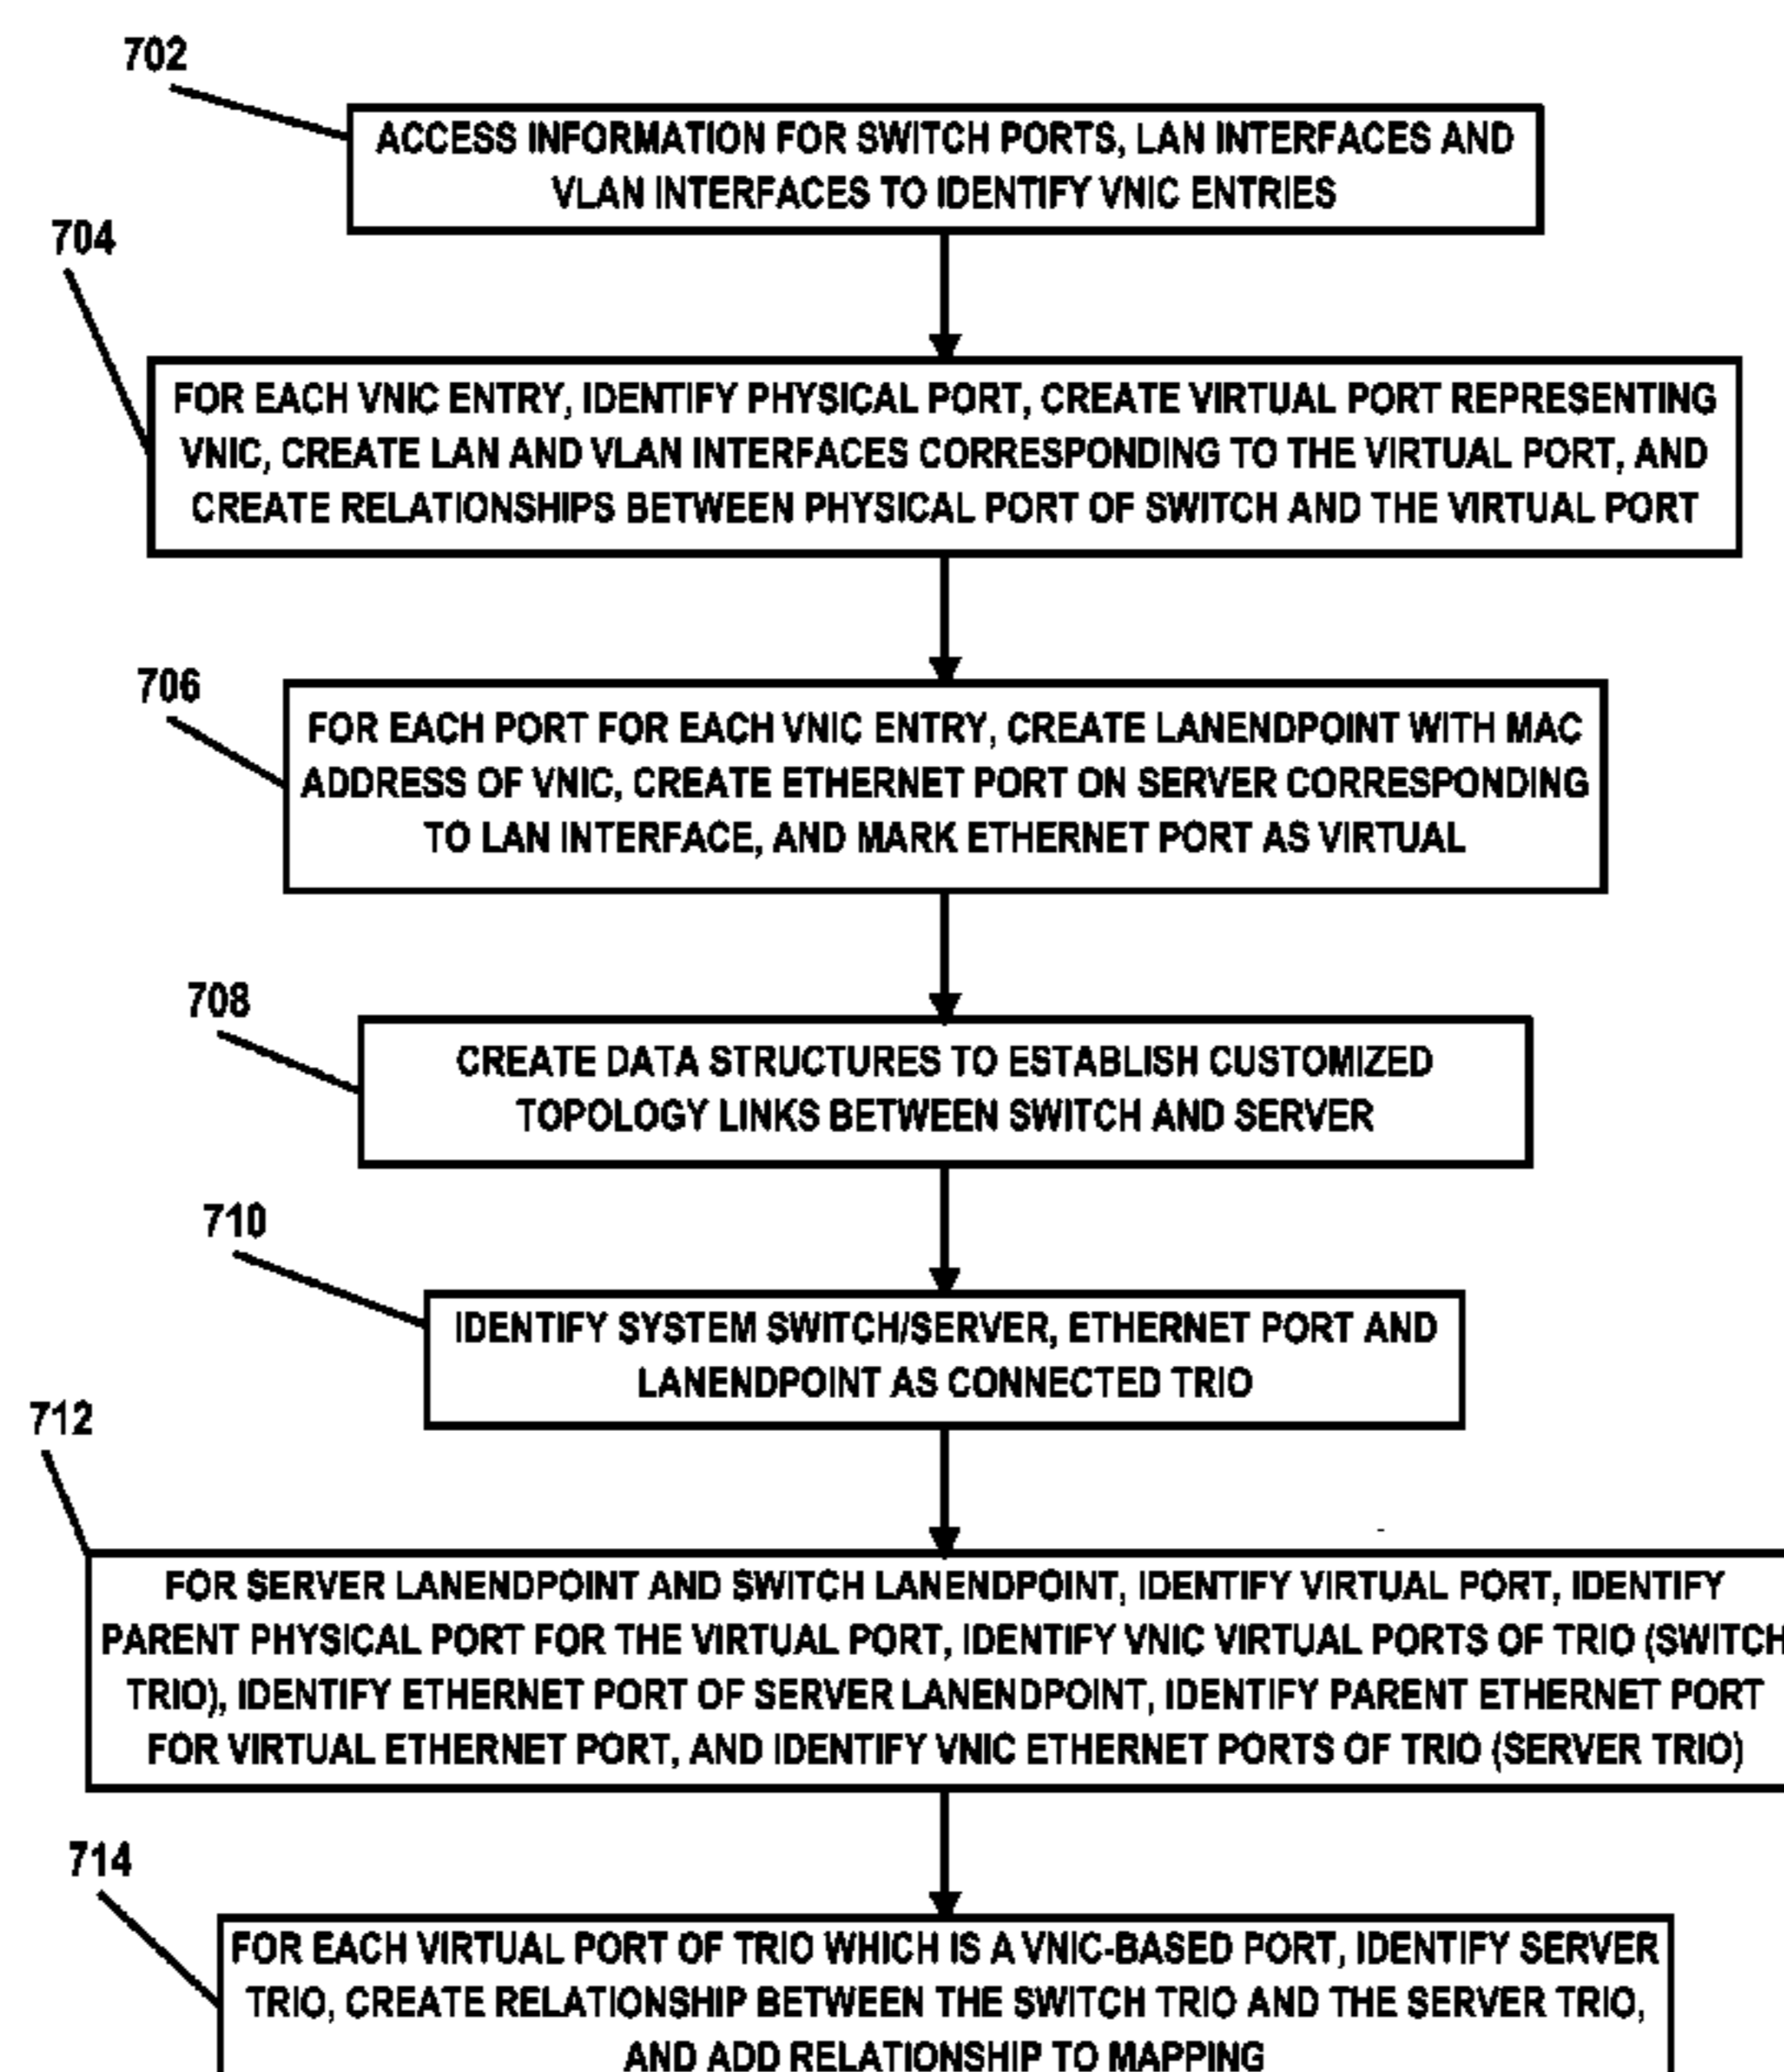 702
ACCESS INFORMATION FOR SWITCH PORTS, LAN INTERFACES AND
VLAN INTERFACES TO IDENTIFY VNIC ENTRIES
704
FOR EACH VNIC ENTRY, IDENTIFY PHYSICAL PORT, CREATE VIRTUAL PORT REPRESENTING
VNIC, CREATE LAN AND VLAN INTERFACES CORRESPONDING TO THE VIRTUAL PORT, AND
CREATE RELATIONSHIPS BETWEEN PHYSICAL PORT OF SWITCH AND THE VIRTUAL PORT
706
FOR EACH PORT FOR EACH VNIC ENTRY, CREATE LANENDPOINT WITH MAC
ADDRESS OF VNIC, CREATE ETHERNET PORT ON SERVER CORRESPONDING
TO LAN INTERFACE, AND MARK ETHERNET PORT AS VIRTUAL
708
CREATE DATA STRUCTURES TO ESTABLISH CUSTOMIZED
TOPOLOGY LINKS BETWEEN SWITCH AND SERVER
710
IDENTIFY SYSTEM SWITCH/SERVER, ETHERNET PORT AND
LANENDPOINT AS CONNECTED TRIO
712
FOR SERVER LANENDPOINT AND SWITCH LANENDPOINT, IDENTIFY VIRTUAL PORT, IDENTIFY
PARENT PHYSICAL PORT FOR THE VIRTUAL PORT, IDENTIFY VNIC VIRTUAL PORTS OF TRIO (SWITCH
TRIO), IDENTIFY ETHERNET PORT OF SERVER LANENDPOINT, IDENTIFY PARENT ETHERNET PORT
FOR VIRTUAL ETHERNET PORT, AND IDENTIFY VNIC ETHERNET PORTS OF TRIO (SERVER TRIO)
714
FOR EACH VIRTUAL PORT OF TRIO WHICH IS A VNIC-BASED PORT, IDENTIFY SERVER
TRIO, CREATE RELATIONSHIP BETWEEN THE SWITCH TRIO AND THE SERVER TRIO,
AND ADD RELATIONSHIP TO MAPPING